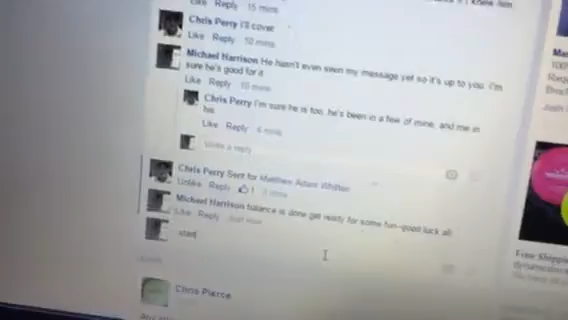 Like Reply 15 mins
Chris Perry I'll cover
Like Reply 10 mins
Michael Harrison He hasn't even seen my message yet so it's up to you. I'm
sure he's good for it
Like Reply 10 mins
Chris Perry I'm sure he is too, he's been in a few of mine, and me in
his
Like Reply 4 mins
Write a reply
Chris Perry Sent for Matthew Adam
Unlike Reply 1 2 mins
Michael Harrison balance is done get ready for some fun~good luck all
Like Reply Just now
start
Chris Pierce
Free Shipping